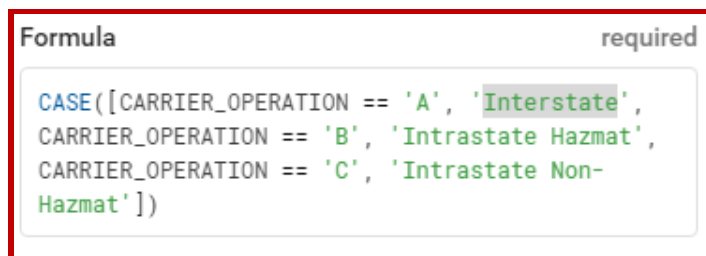 Formula required
CASE([CARRIER_OPERATION == 'A', 'Interstate',
CARRIER_OPERATION == 'B', 'Intrastate Hazmat',
CARRIER_OPERATION == 'C', 'Intrastate Non-
Hazmat'])